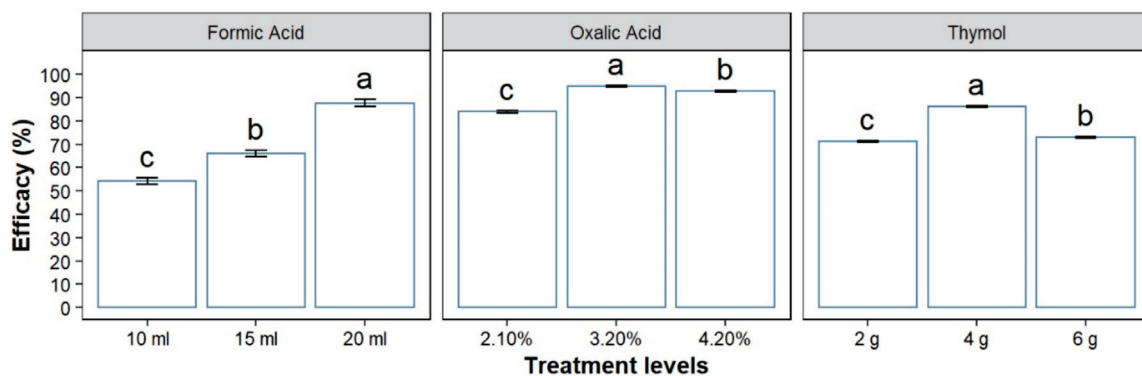 Formic Acid
Oxalic Acid
Thymol
Efficacy (%)
100
90
80
70
60
50
40
30
20
10
0
c
b
a
c
a
b
c
a
b
10 ml
15 ml
20 ml
2.10%
3.20%
4.20%
2 g
4 g
6 g
Treatment levels